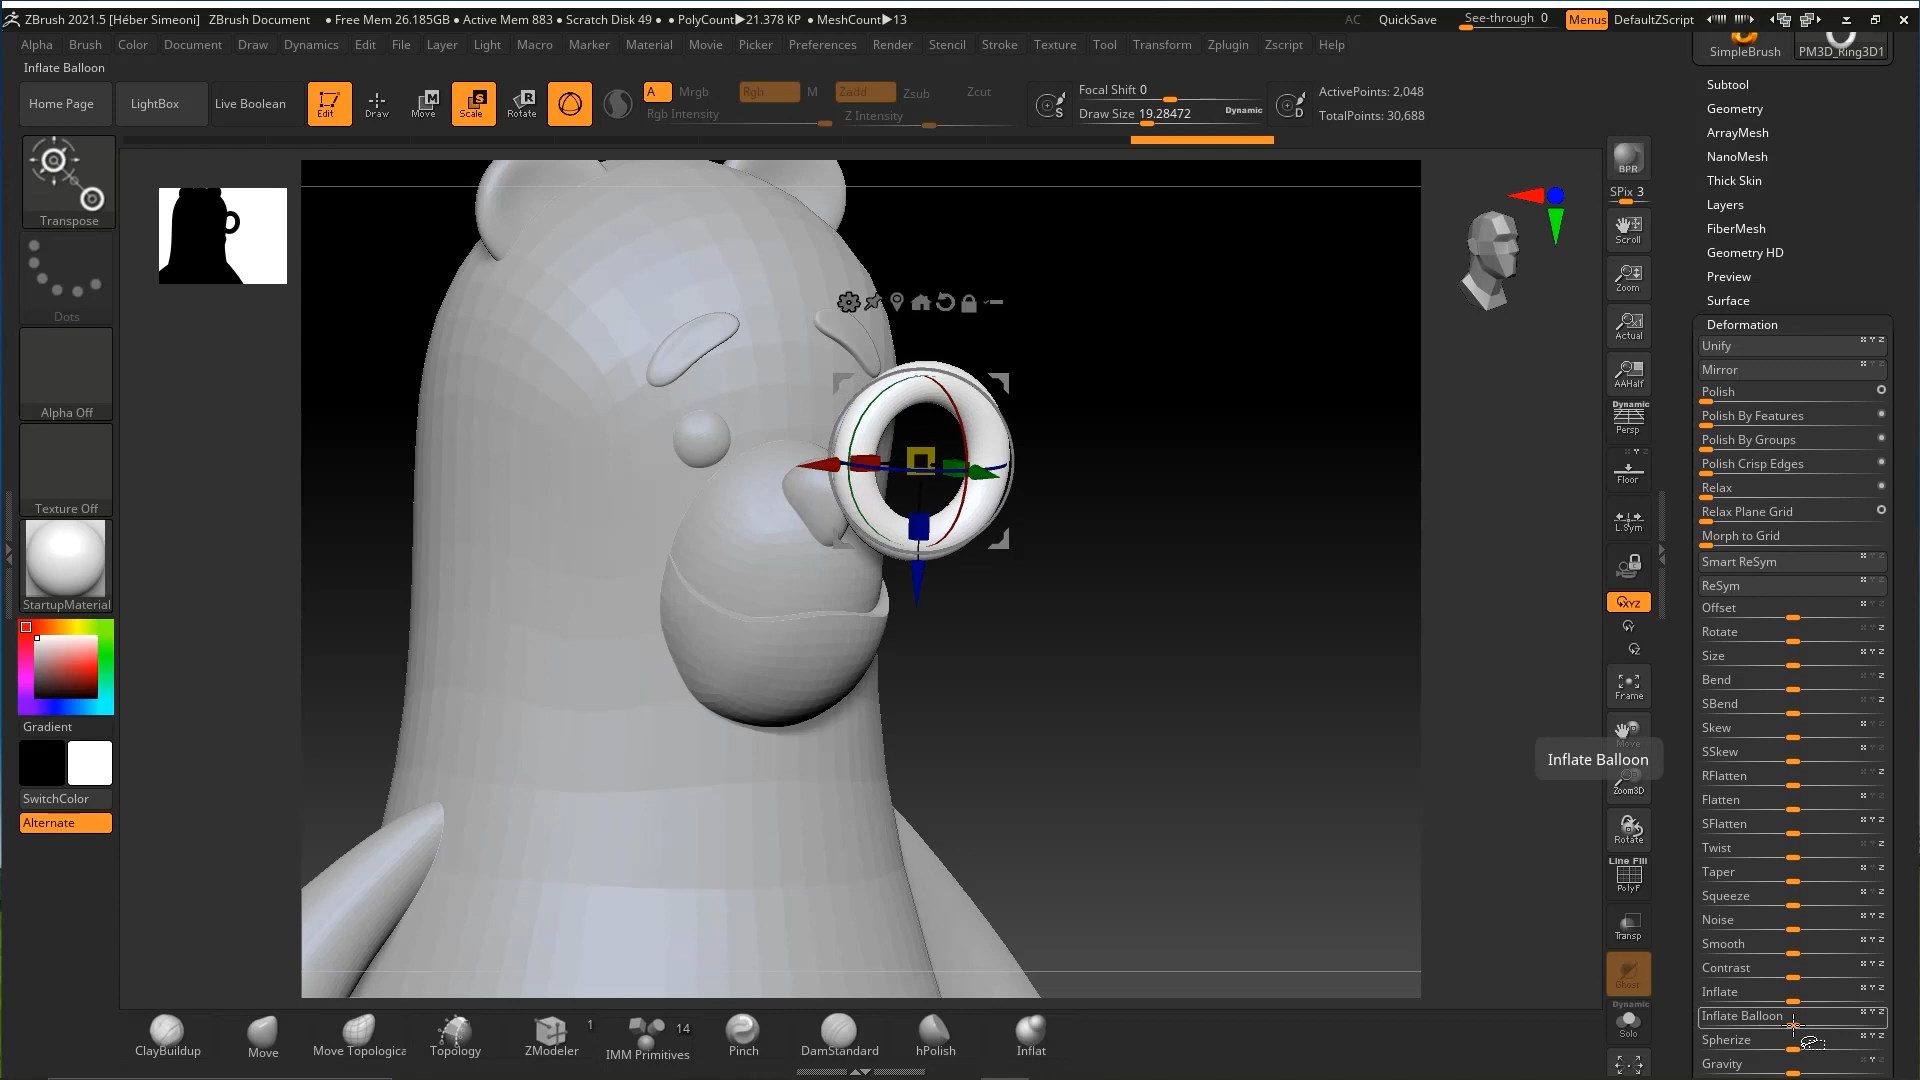 ZBrush 2021.5 [Héber Simeoni] ZBrush Document • Free Mem 26.185GB • Active Mem 883 • Scratch Disk 49 • • PolyCount▶21.378 KP • MeshCount▶13 AC QuickSave See-through 0 Menus DefaultZScript
Alpha Brush Color Document Draw Dynamics Edit File Layer Light Macro Marker Material Movie Picker Preferences Render Stencil Stroke Texture Tool Transform Zplugin Zscript Help
SimpleBrush PM3D_Ring3D1
Inflate Balloon
Home Page LightBox Live Boolean Edit Draw Move Scale Rotate
A Mrgb Rgb M Zadd Zsub Zcut
Rgb Intensity Z Intensity
Focal Shift 0
Draw Size 19.28472 Dynamic
ActivePoints: 2,048
TotalPoints: 30,688
S D
Transpose
Dots
Alpha Off
Texture Off
StartupMaterial
Gradient
SwitchColor
Alternate
BPR
SPix 3
Scroll
Zoom
Actual
AAHalf
Dynamic
Persp
Floor
L.Sym
XYZ
Y
Z
Frame
Move
Inflate Balloon
Zoom3D
Rotate
Line Fill
PolyF
Transp
Ghost
Dynamic
Solo
Subtool
Geometry
ArrayMesh
NanoMesh
Thick Skin
Layers
FiberMesh
Geometry HD
Preview
Surface
Deformation
Unify
Mirror
Polish
Polish By Features
Polish By Groups
Polish Crisp Edges
Relax
Relax Plane Grid
Morph to Grid
Smart ReSym
ReSym
Offset
Rotate
Size
Bend
SBend
Skew
SSkew
RFlatten
Flatten
SFlatten
Twist
Taper
Squeeze
Noise
Smooth
Contrast
Inflate
Inflate Balloon
Spherize
Gravity
1 14
ClayBuildup Move Move Topologica Topology ZModeler IMM Primitives Pinch DamStandard hPolish Inflat